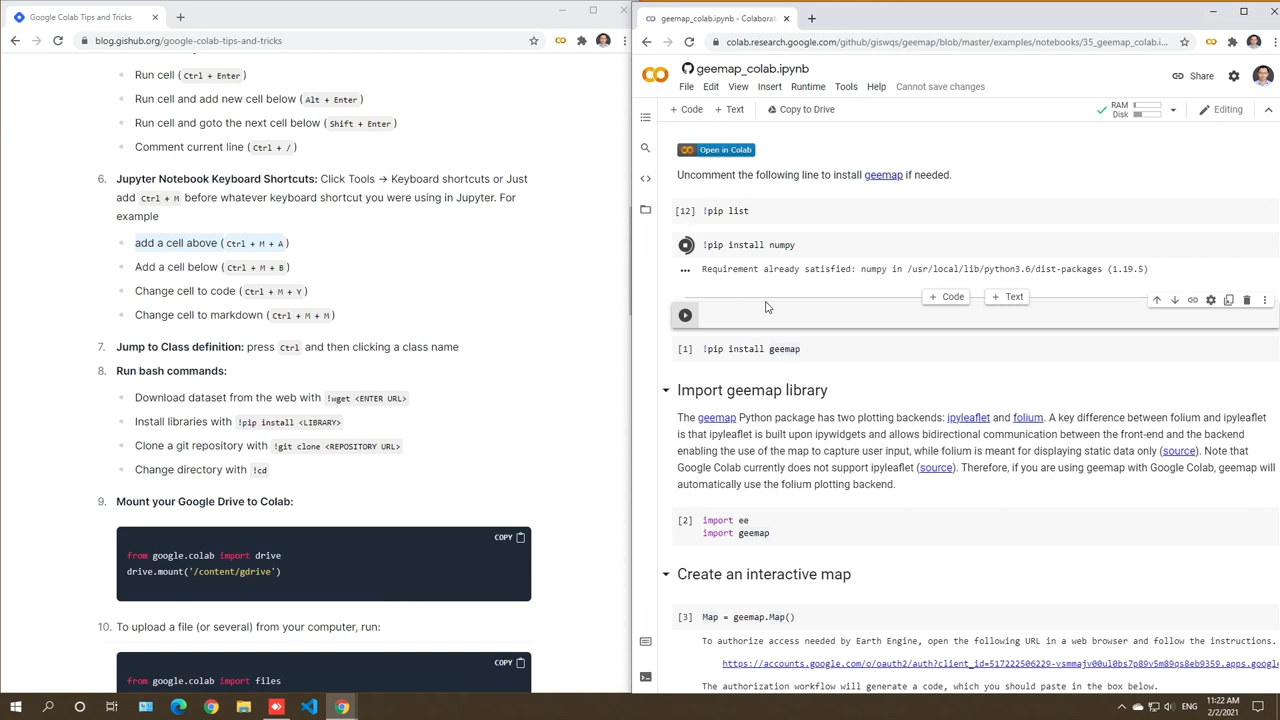 Google Colab Tips and Tricks
blog.gishub.org/google-colab-tips-and-tricks
Run cell ( Ctrl + Enter )
Run cell and add new cell below ( Alt + Enter )
Run cell and goto the next cell below ( Shift + Enter )
Comment current line ( Ctrl + / )
6. Jupyter Notebook Keyboard Shortcuts: Click Tools → Keyboard shortcuts or Just
add Ctrl + M before whatever keyboard shortcut you were using in Jupyter. For
example
add a cell above ( Ctrl + M + A )
Add a cell below ( Ctrl + M + B )
Change cell to code ( Ctrl + M + Y )
Change cell to markdown ( Ctrl + M + M )
7. Jump to Class definition: press Ctrl and then clicking a class name
8. Run bash commands:
Download dataset from the web with !wget <ENTER URL>
Install libraries with !pip install <LIBRARY>
Clone a git repository with !git clone <REPOSITORY URL>
Change directory with !cd
9. Mount your Google Drive to Colab:
COPY
from google.colab import drive
drive.mount('/content/gdrive')
10. To upload a file (or several) from your computer, run:
COPY
from google.colab import files
geemap_colab.ipynb - Colaborat
colab.research.google.com/github/giswqs/geemap/blob/master/examples/notebooks/35_geemap_colab.i...
geemap_colab.ipynb
Share
File Edit View Insert Runtime Tools Help Cannot save changes
+ Code + Text Copy to Drive
RAM
Disk
Editing
Open in Colab
Uncomment the following line to install geemap if needed.
[12] !pip list
!pip install numpy
Requirement already satisfied: numpy in /usr/local/lib/python3.6/dist-packages (1.19.5)
+ Code + Text
[1] !pip install geemap
Import geemap library
The geemap Python package has two plotting backends: ipyleaflet and folium. A key difference between folium and ipyleaflet
is that ipyleaflet is built upon ipywidgets and allows bidirectional communication between the front-end and the backend
enabling the use of the map to capture user input, while folium is meant for displaying static data only (source). Note that
Google Colab currently does not support ipyleaflet (source). Therefore, if you are using geemap with Google Colab, geemap will
automatically use the folium plotting backend.
[2] import ee
import geemap
Create an interactive map
[3] Map = geemap.Map()
To authorize access needed by Earth Engine, open the following URL in a web browser and follow the instructions.
The authorization workflow will generate a code, which you should paste in the box below.
ENG
11:22 AM
2/2/2021